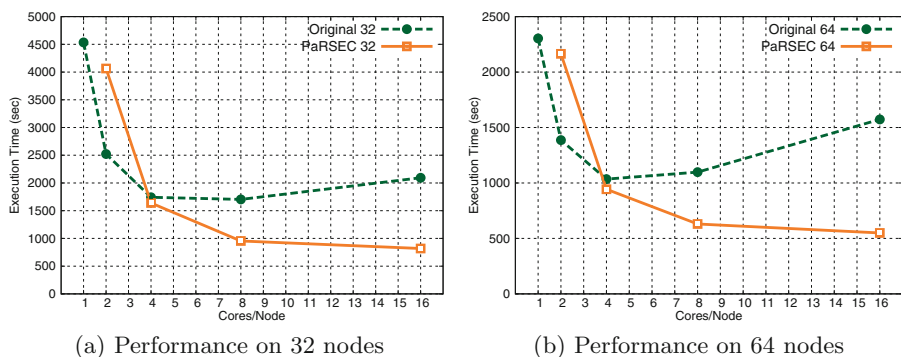 5000
4500
4000
3500
3000
2500
2000
1500
1000
500
0
Execution Time (sec)
1 2 3 4 5 6 7 8 9 10 11 12 13 14 15 16
Cores/Node
Original 32
PaRSEC 32
(a) Performance on 32 nodes
2500
2000
1500
1000
500
0
Execution Time (sec)
1 2 3 4 5 6 7 8 9 10 11 12 13 14 15 16
Cores/Node
Original 64
PaRSEC 64
(b) Performance on 64 nodes